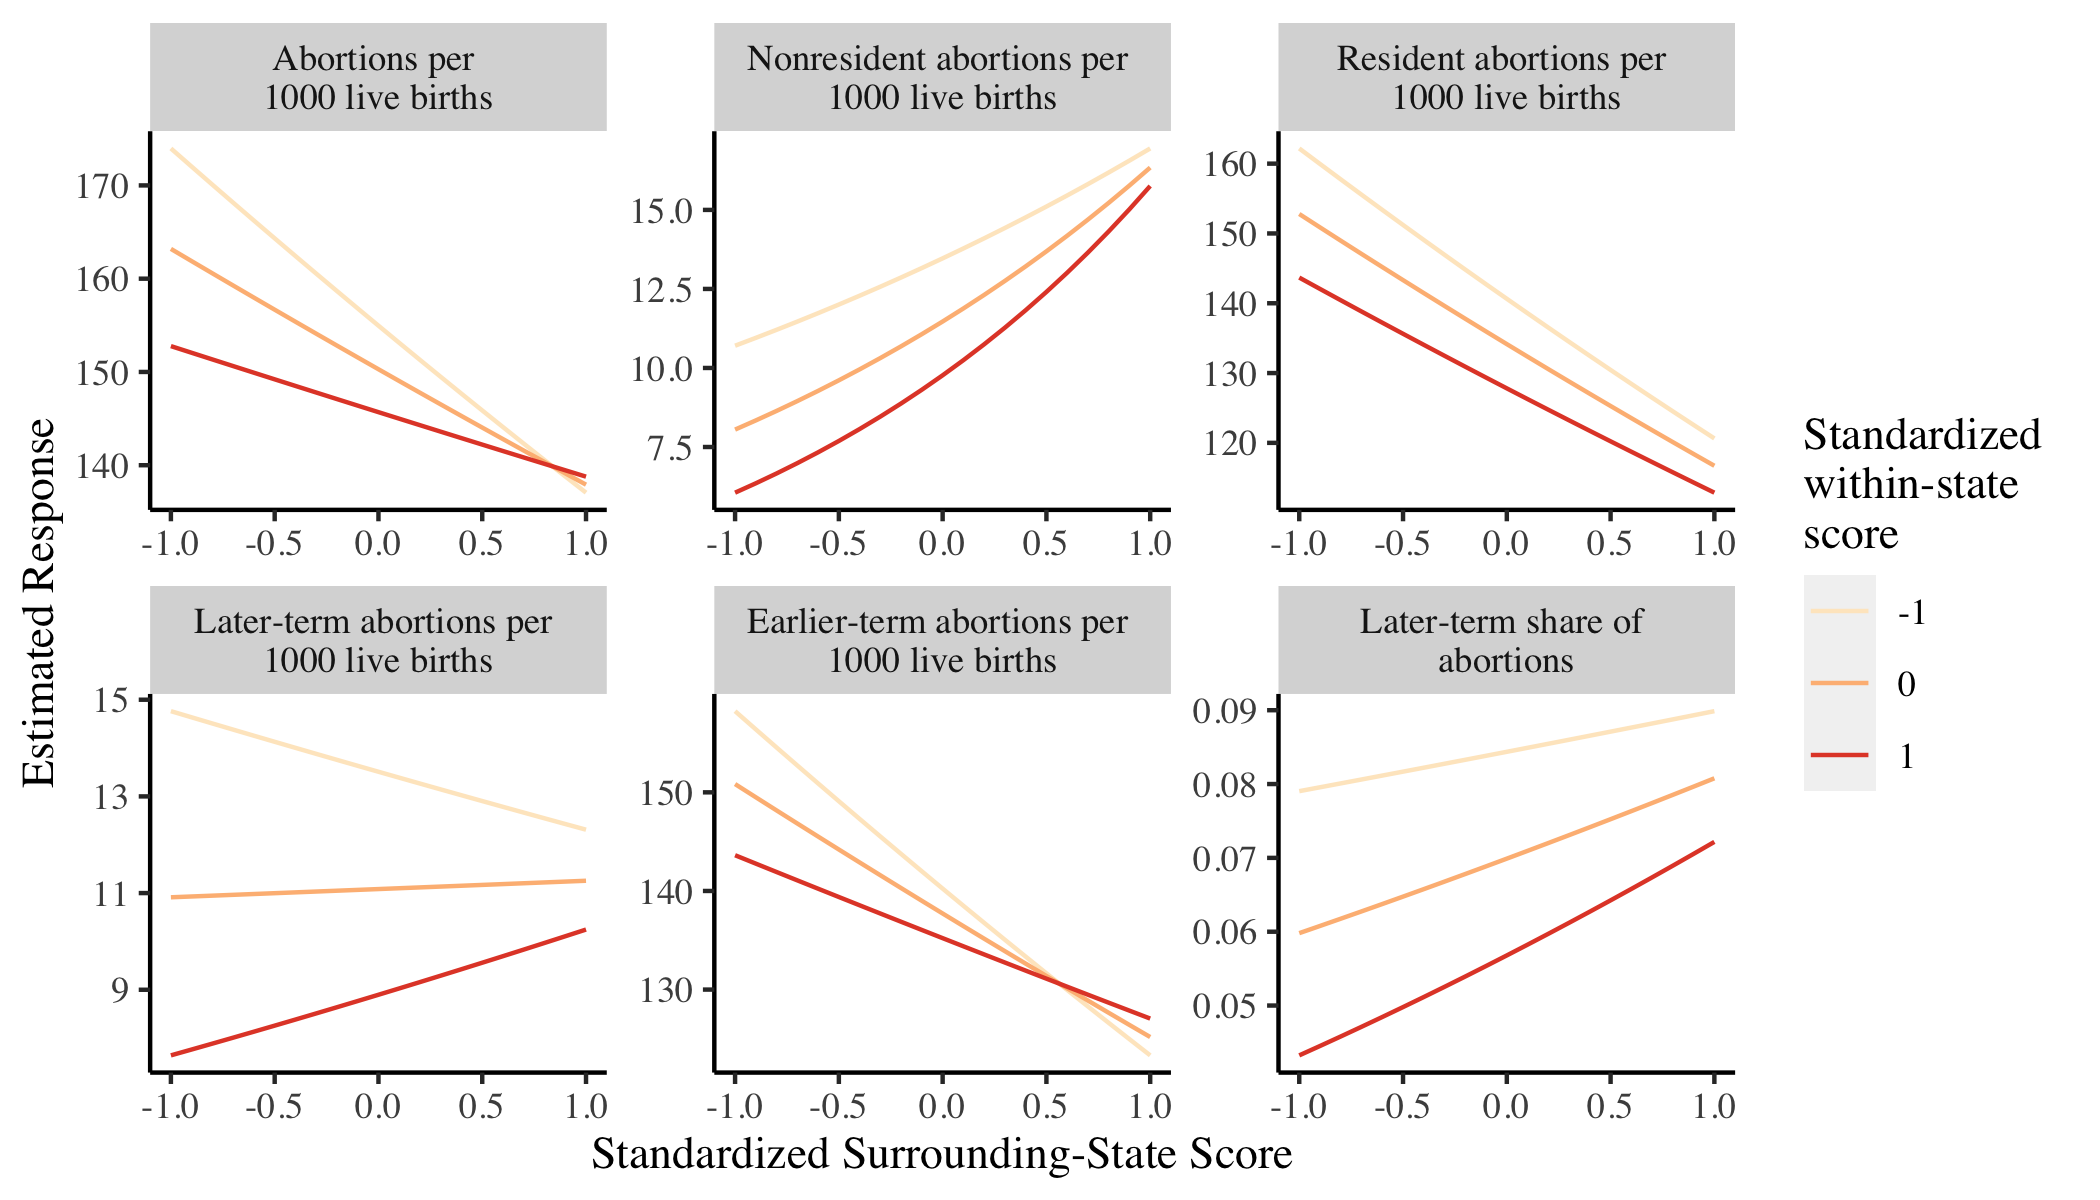 Abortions per
1000 live births
Nonresident abortions per
1000 live births
Resident abortions per
1000 live births
170
160
150
140
15.0
12.5
10.0
7.5
160
150
140
130
120
-1.0 -0.5 0.0 0.5 1.0
-1.0 -0.5 0.0 0.5 1.0
-1.0 -0.5 0.0 0.5 1.0
Later-term abortions per
1000 live births
Earlier-term abortions per
1000 live births
Later-term share of
abortions
15
13
11
9
150
140
130
0.09
0.08
0.07
0.06
0.05
-1.0 -0.5 0.0 0.5 1.0
-1.0 -0.5 0.0 0.5 1.0
-1.0 -0.5 0.0 0.5 1.0
Estimated Response
Standardized Surrounding-State Score
Standardized
within-state
score
-1
0
1